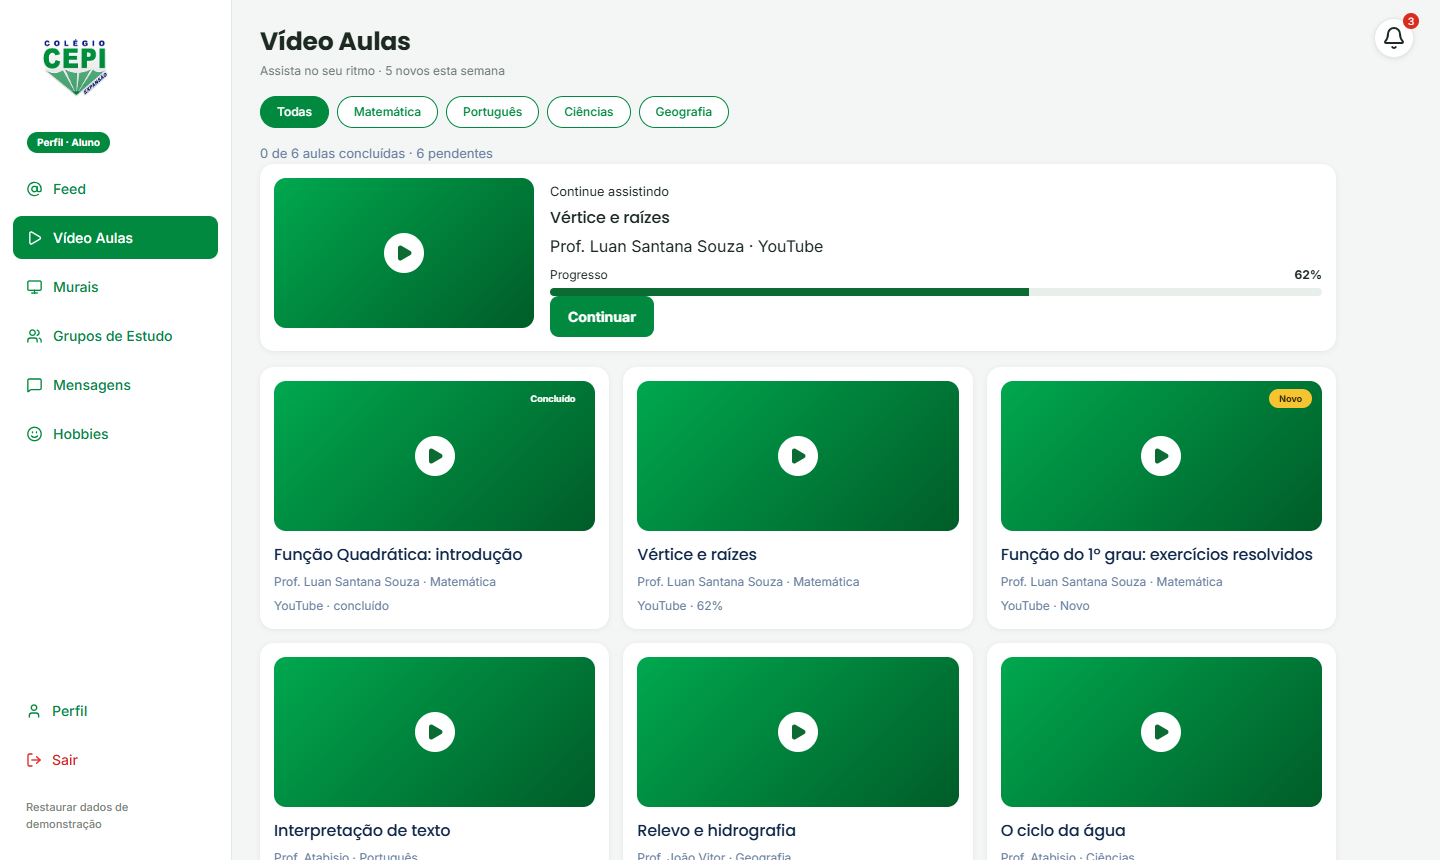 COLÉGIO
CEPI
EXPANSÃO
Perfil · Aluno
Feed
Vídeo Aulas
Murais
Grupos de Estudo
Mensagens
Hobbies
Perfil
Sair
Restaurar dados de
demonstração
Vídeo Aulas
Assista no seu ritmo · 5 novos esta semana
3
Todas
Matemática
Português
Ciências
Geografia
0 de 6 aulas concluídas · 6 pendentes
Continue assistindo
Vértice e raízes
Prof. Luan Santana Souza · YouTube
Progresso
62%
Continuar
Concluído
Função Quadrática: introdução
Prof. Luan Santana Souza · Matemática
YouTube · concluído
Vértice e raízes
Prof. Luan Santana Souza · Matemática
YouTube · 62%
Novo
Função do 1º grau: exercícios resolvidos
Prof. Luan Santana Souza · Matemática
YouTube · Novo
Interpretação de texto
Prof. Atabisio · Português
Relevo e hidrografia
Prof. João Vitor · Geografia
O ciclo da água
Prof. Atabisio · Ciências